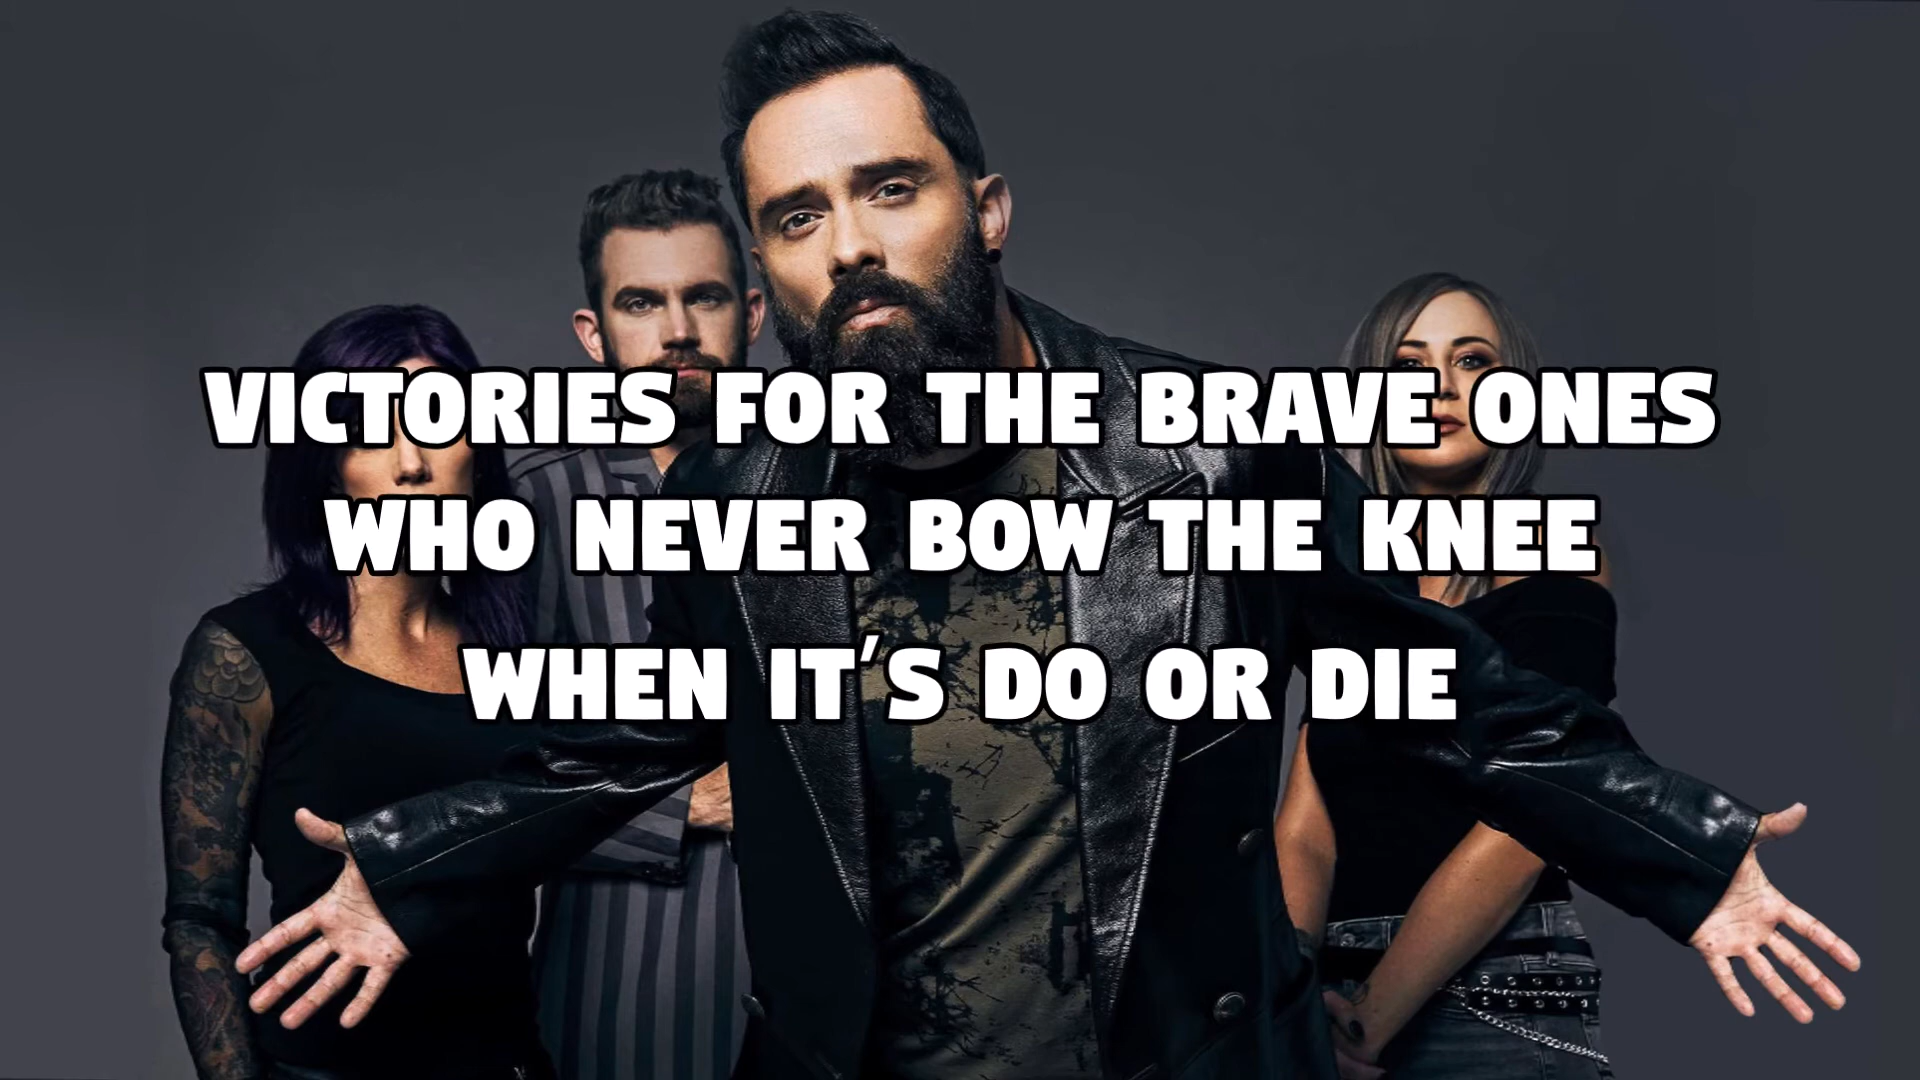 VICTORIES FOR THE BRAVE ONES
WHO NEVER BOW THE KNEE
WHEN IT'S DO OR DIE